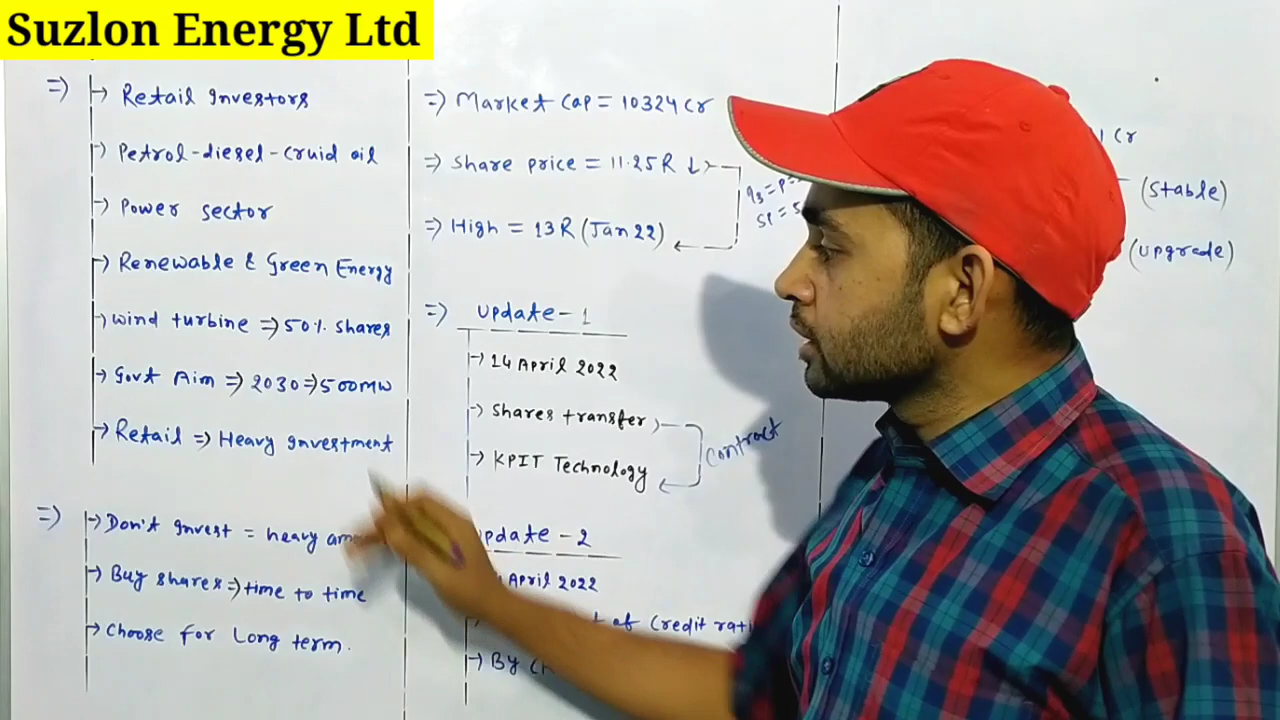 Suzlon Energy Ltd
=> → Retail Investors
→ Petrol-diesel-cruid oil
→ Power sector
→ Renewable & Green Energy
→ wind turbine => 50% shares
→ Govt Aim => 2030 => 500MW
→ Retail => Heavy Investment
=> → Don't Invest = heavy
→ Buy shares => time to time
→ choose for Long term.
=> Market Cap = 10324 Cr
=> Share price = 11.25R ↓
=> High = 13R (Jan 22)
=> update-1
→ 14 April 2022
→ Shares transfer
→ KPIT Technology
contract
update-2
April 2022
of Credit
→ By
Cr
(Stable)
(upgrade)